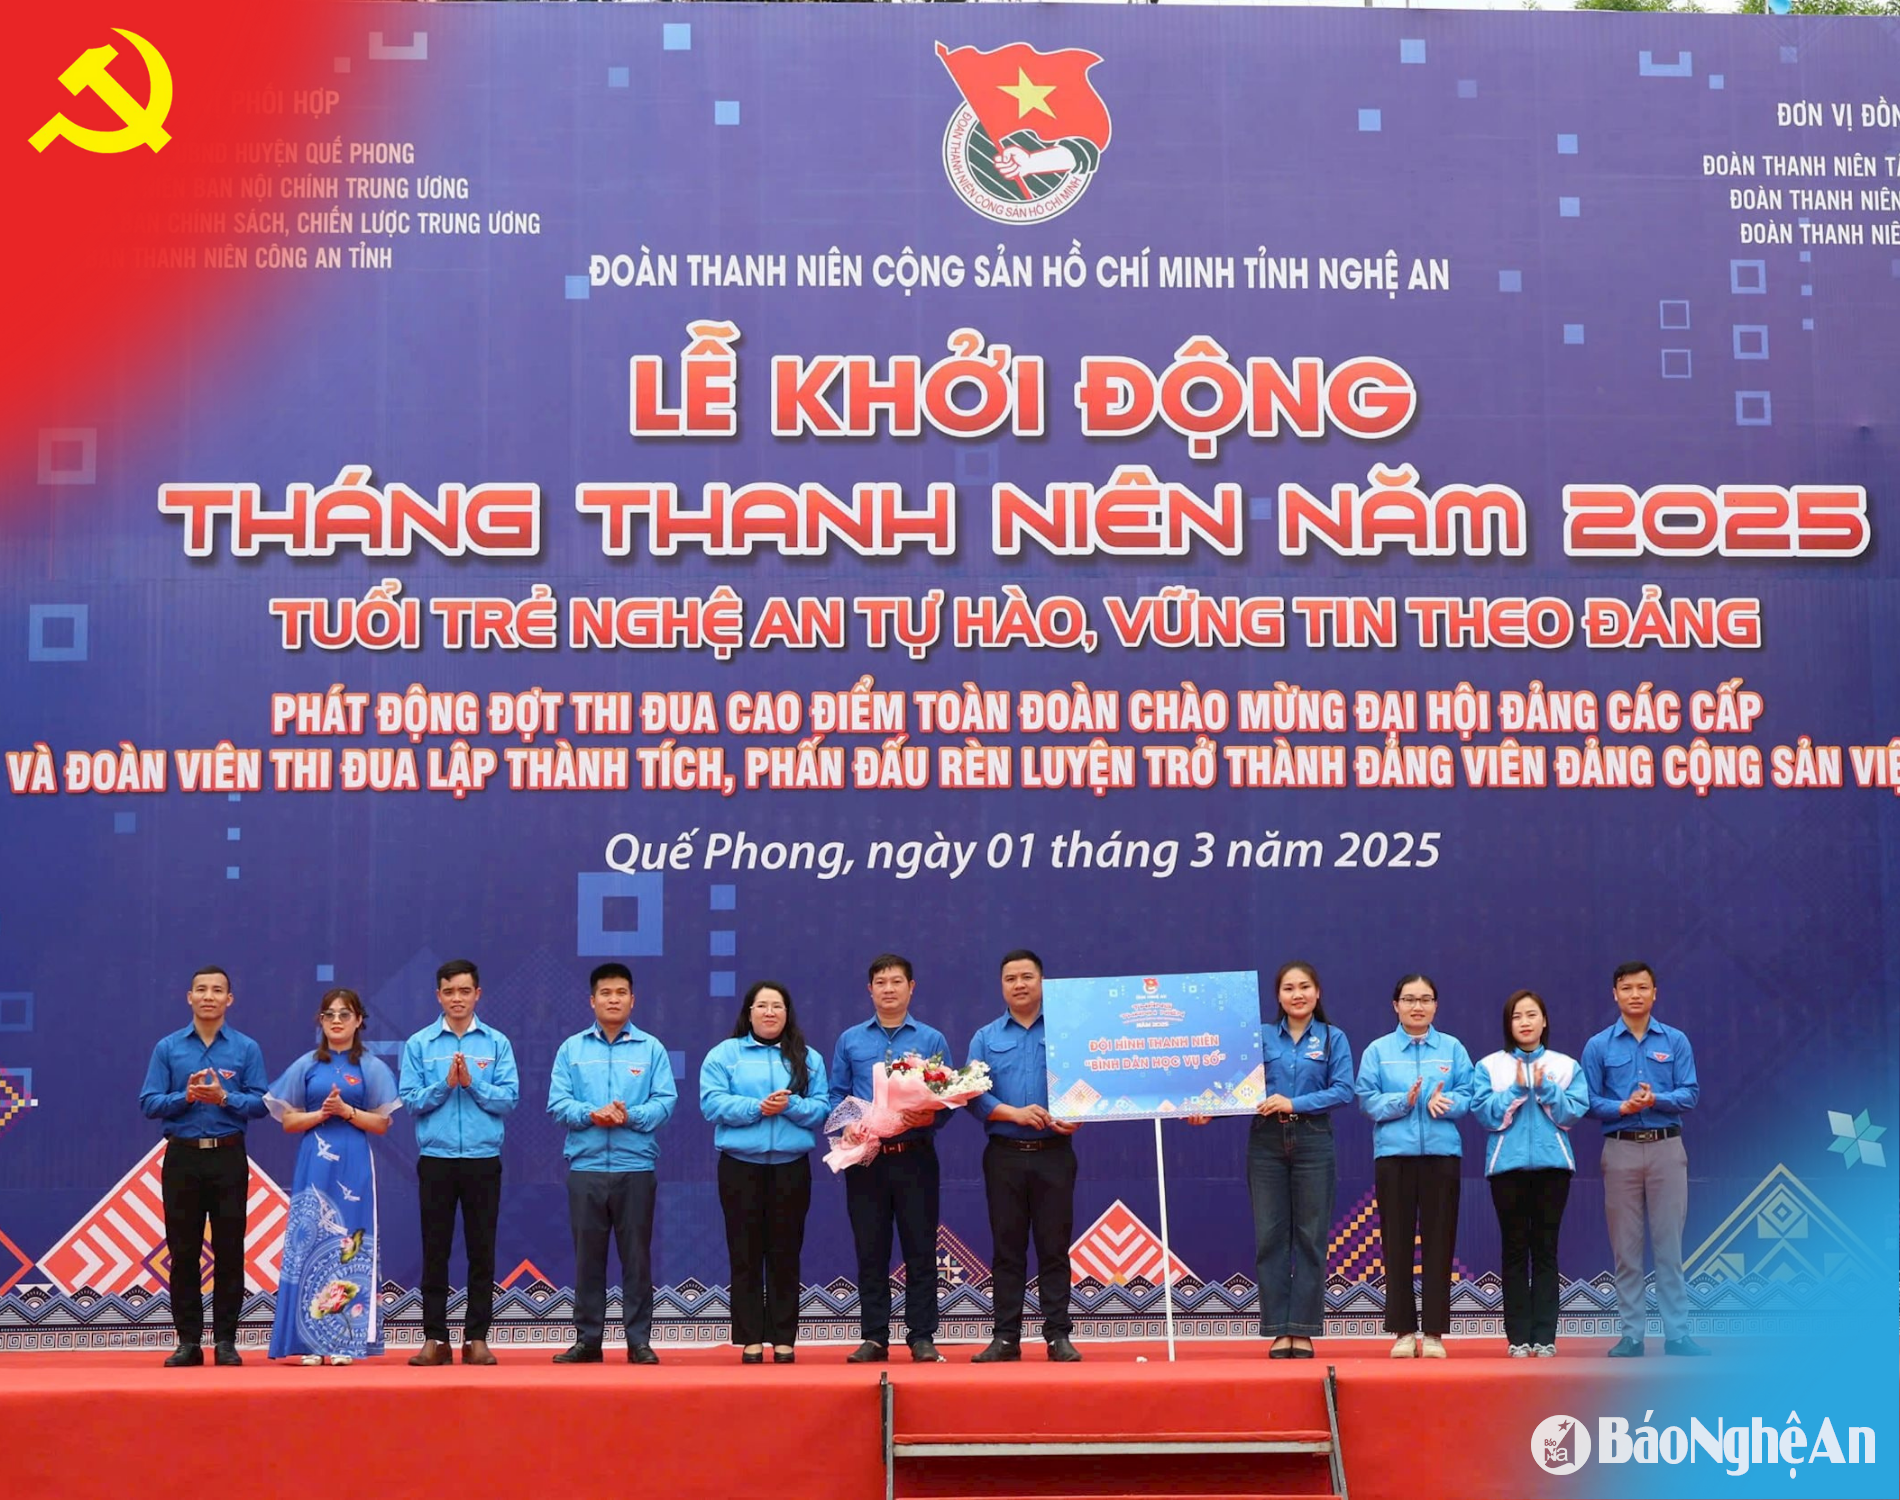 PHỐI HỢP
HUYỆN QUẾ PHONG
BAN NỘI CHÍNH TRUNG ƯƠNG
CHÍNH SÁCH, CHIẾN LƯỢC TRUNG ƯƠNG
THANH NIÊN CÔNG AN TỈNH
ĐƠN VỊ
ĐOÀN THANH NIÊN
ĐOÀN THANH NIÊN
ĐOÀN THANH
ĐOÀN THANH NIÊN CỘNG SẢN HỒ CHÍ MINH
ĐOÀN THANH NIÊN CỘNG SẢN HỒ CHÍ MINH TỈNH NGHỆ AN
LỄ KHỞI ĐỘNG
THÁNG THANH NIÊN NĂM 2025
TUỔI TRẺ NGHỆ AN TỰ HÀO, VỮNG TIN THEO ĐẢNG
PHÁT ĐỘNG ĐỢT THI ĐUA CAO ĐIỂM TOÀN ĐOÀN CHÀO MỪNG ĐẠI HỘI ĐẢNG CÁC CẤP
VÀ ĐOÀN VIÊN THI ĐUA LẬP THÀNH TÍCH, PHẤN ĐẤU RÈN LUYỆN TRỞ THÀNH ĐẢNG VIÊN ĐẢNG CỘNG SẢN
Quế Phong, ngày 01 tháng 3 năm 2025
THÁNG
THANH NIÊN
NĂM 2025
ĐỘI HÌNH THANH NIÊN
"BÌNH DÂN HỌC VỤ SỐ"
Báo
Na
BáoNghệAn